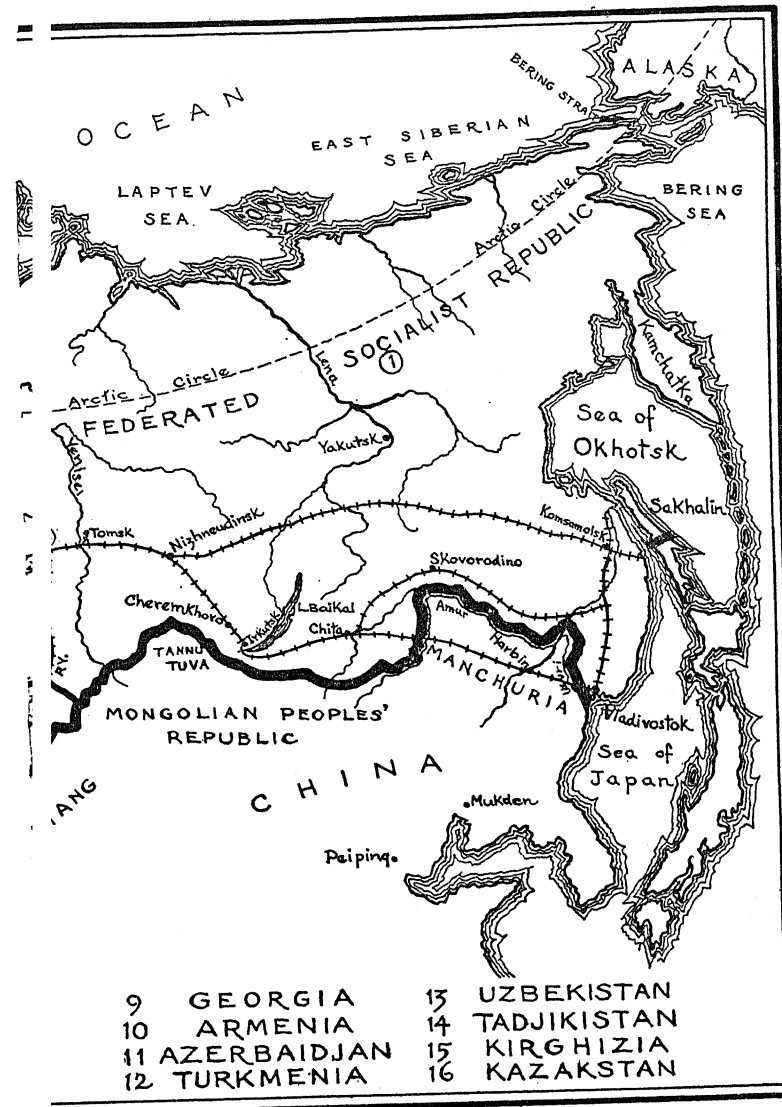 ALASKA
BERING STRAIT
OCEAN
EAST SIBERIAN
SEA
LAPTEV
SEA.
BERING
SEA
Arctic Circle
SOCIALIST REPUBLIC
1
Lena
Kamchatka
Arctic Circle
FEDERATED
Sea of
Okhotsk
Yakutsk
Yenisei
Sakhalin
Komsomolsk
Nizhneudinsk
Tomsk
Skovorodino
Cheremkhovo
Irkutsk
L. Baikal
Chita
Amur
Harbin
TANNU
TUVA
RY.
MANCHURIA
MONGOLIAN PEOPLES'
REPUBLIC
Vladivostok
Sea of
Japan
CHINA
IANG
Mukden
Peiping
9 GEORGIA
10 ARMENIA
11 AZERBAIDJAN
12 TURKMENIA
13 UZBEKISTAN
14 TADJIKISTAN
15 KIRGHIZIA
16 KAZAKSTAN